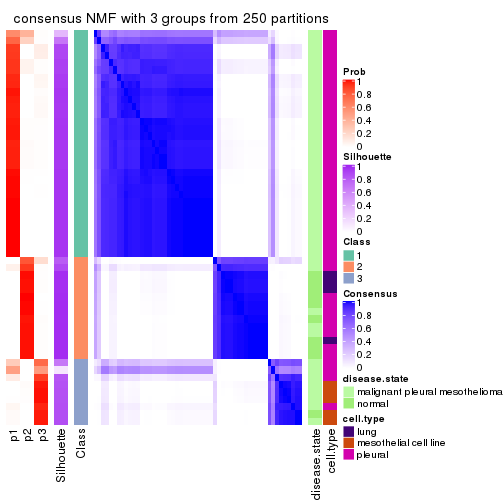 consensus NMF with 3 groups from 250 partitions
Prob
1
0.8
0.6
0.4
0.2
0
Silhouette
1
0.8
0.6
0.4
0.2
0
Class
1
2
3
Consensus
1
0.8
0.6
0.4
0.2
0
disease.state
malignant pleural mesothelioma
normal
cell.type
lung
mesothelial cell line
pleural
p1
p2
p3
Silhouette
Class
disease.state
cell.type